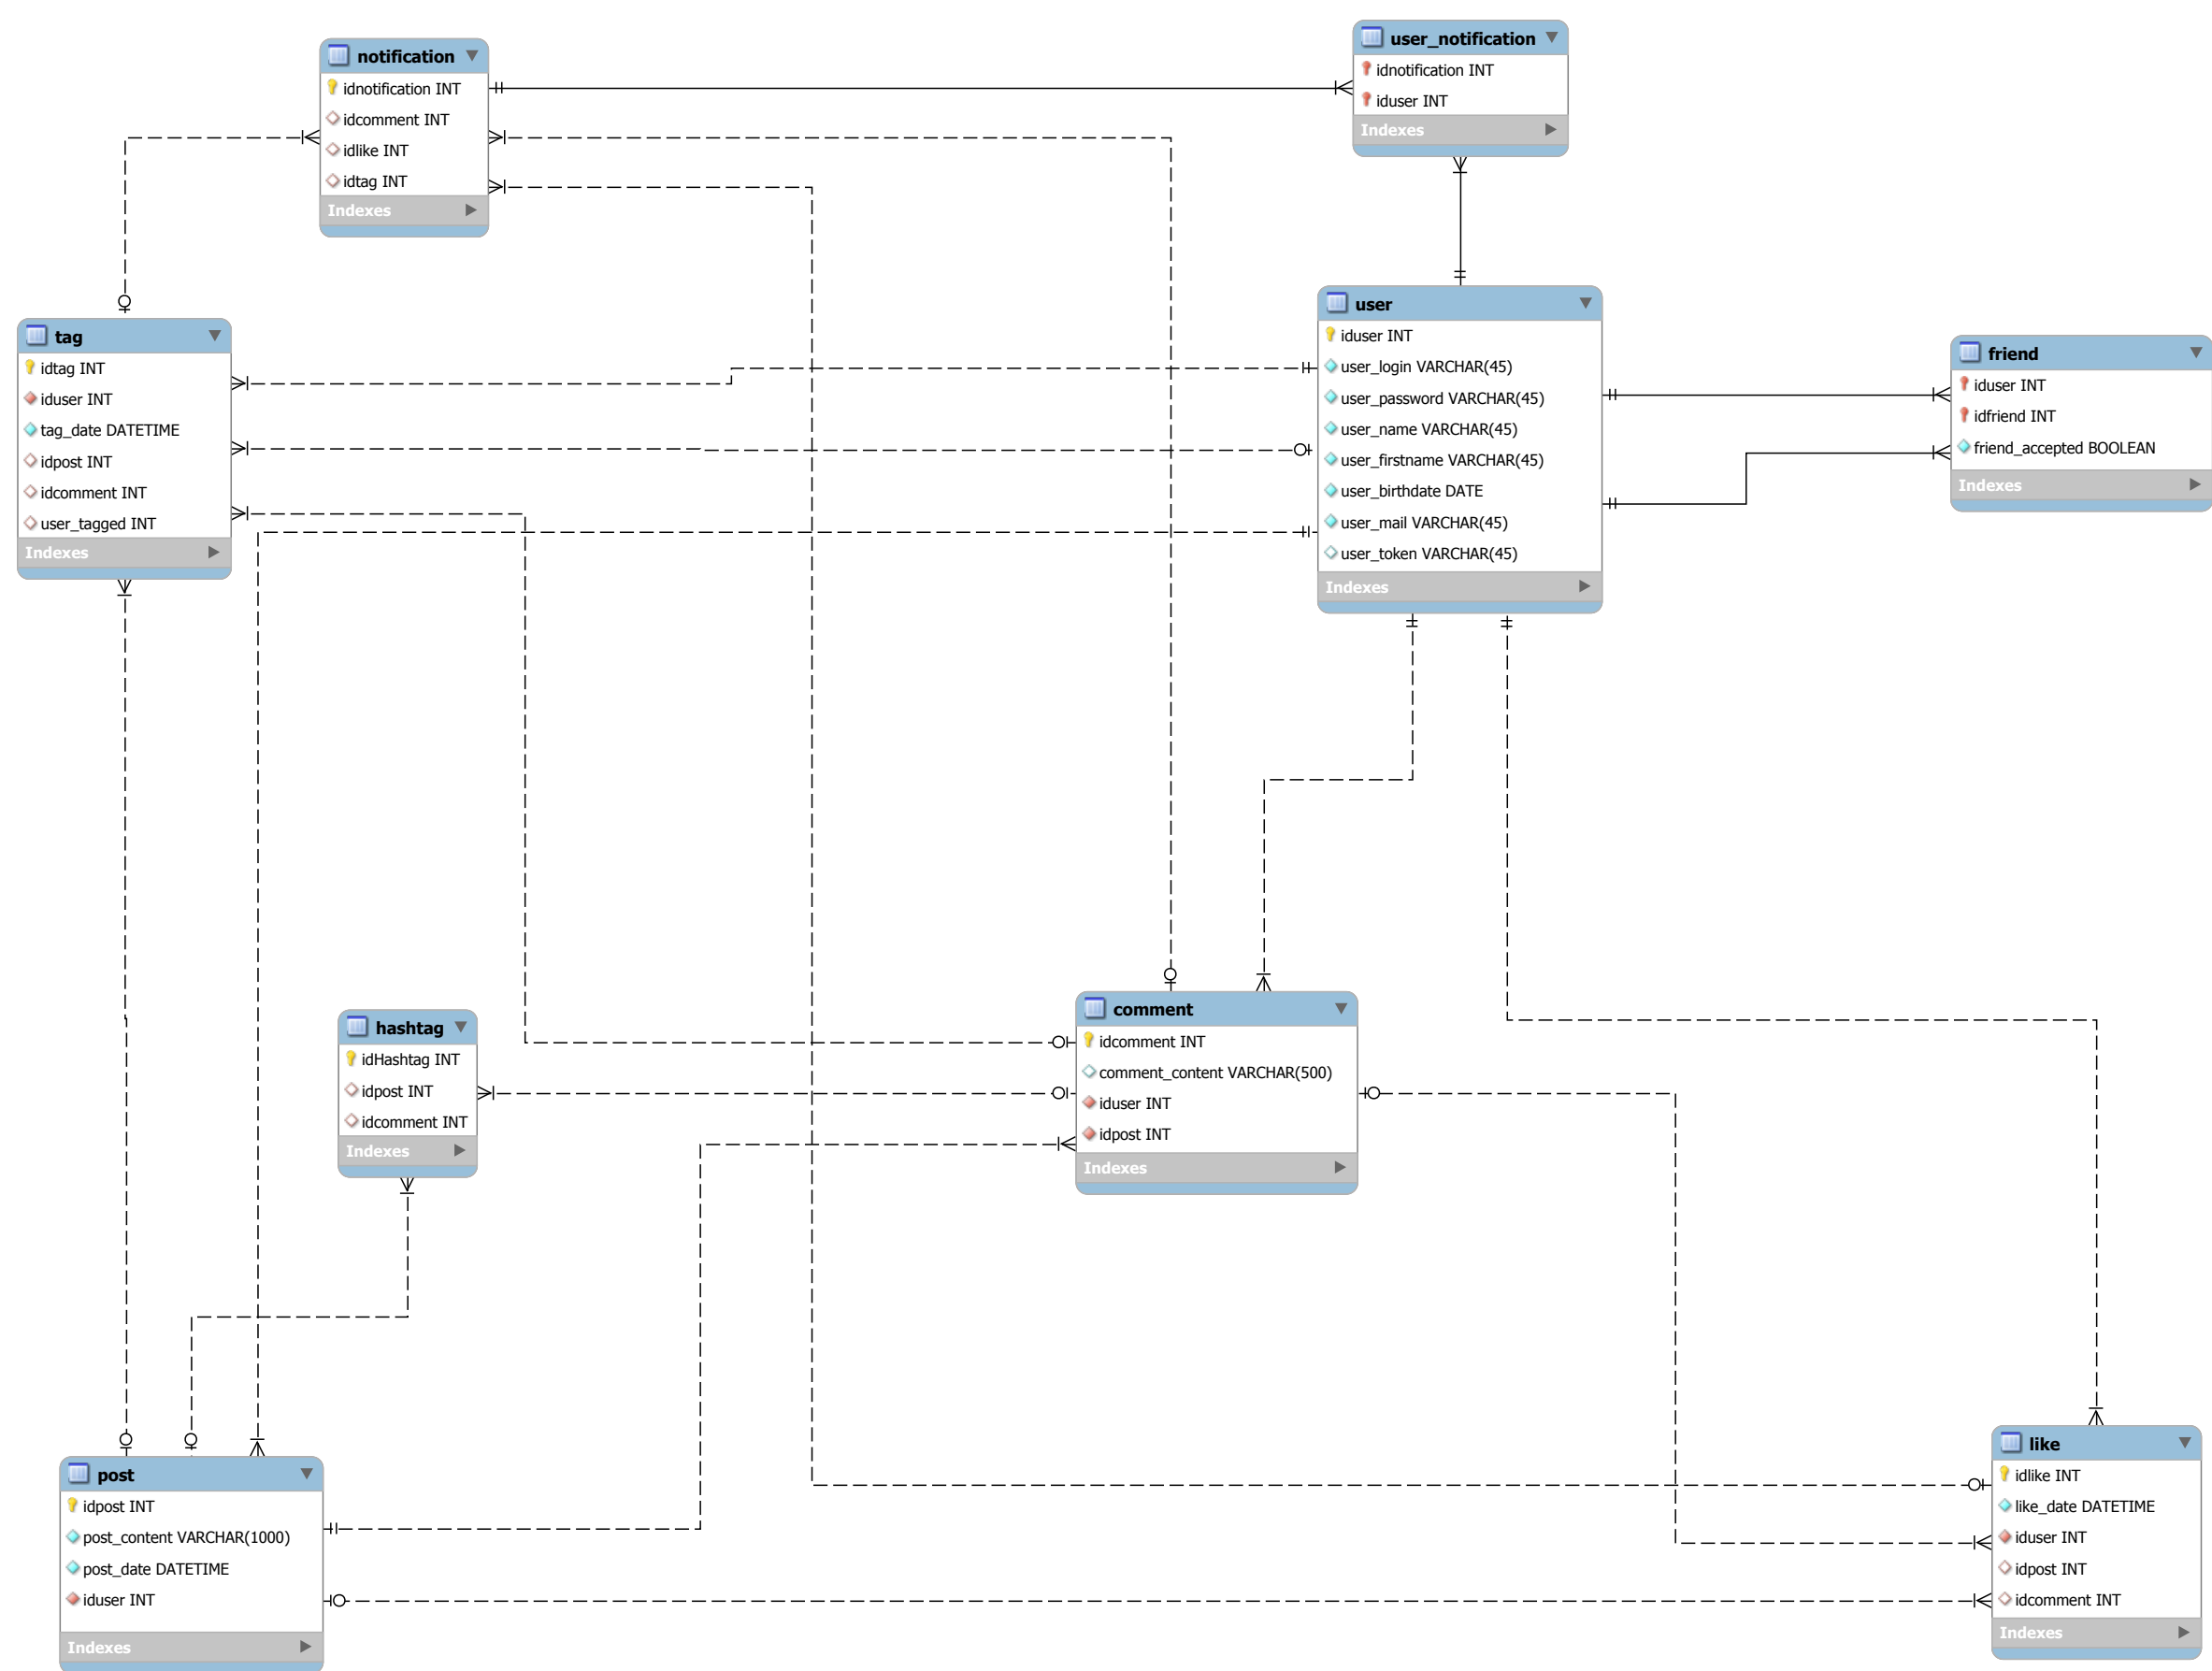 notification
idnotification INT
idcomment INT
idlike INT
idtag INT
Indexes
user_notification
idnotification INT
iduser INT
Indexes
tag
idtag INT
iduser INT
tag_date DATETIME
idpost INT
idcomment INT
user_tagged INT
Indexes
user
iduser INT
user_login VARCHAR(45)
user_password VARCHAR(45)
user_name VARCHAR(45)
user_firstname VARCHAR(45)
user_birthdate DATE
user_mail VARCHAR(45)
user_token VARCHAR(45)
Indexes
friend
iduser INT
idfriend INT
friend_accepted BOOLEAN
Indexes
hashtag
idHashtag INT
idpost INT
idcomment INT
Indexes
comment
idcomment INT
comment_content VARCHAR(500)
iduser INT
idpost INT
Indexes
post
idpost INT
post_content VARCHAR(1000)
post_date DATETIME
iduser INT
Indexes
like
idlike INT
like_date DATETIME
iduser INT
idpost INT
idcomment INT
Indexes